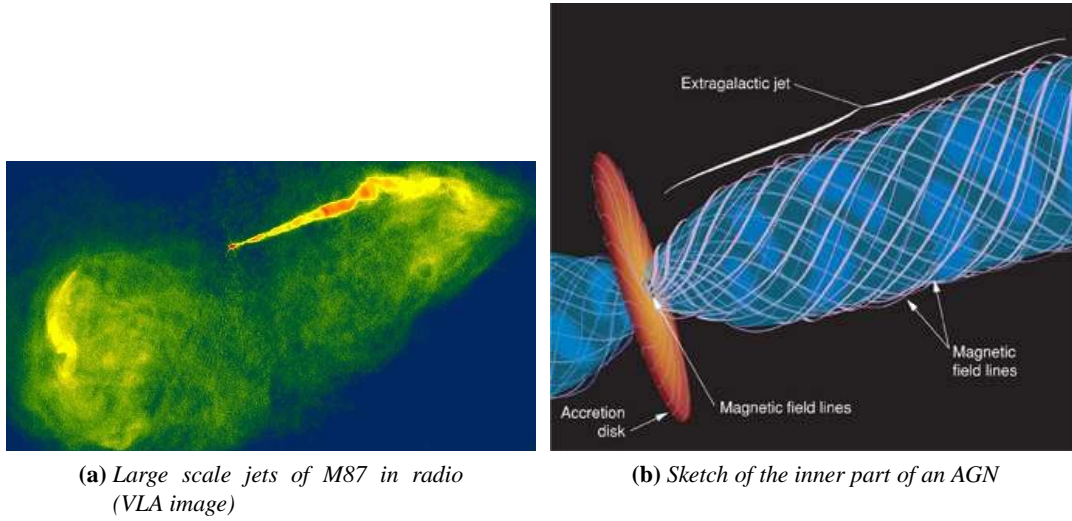 Extragalactic jet
Magnetic
field lines
Magnetic field lines
Accretion
disk
(a) Large scale jets of M87 in radio
(VLA image)
(b) Sketch of the inner part of an AGN